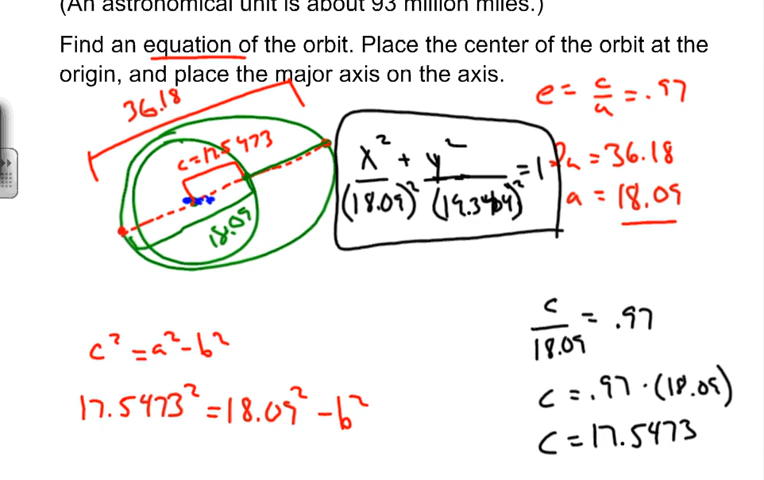 (An astronomical unit is about 93 million miles.)
Find an equation of the orbit. Place the center of the orbit at the
origin, and place the major axis on the axis.
36.18
c=17.5473
18.09
e = c/a = .97
2a = 36.18
a = 18.09
x²/(18.09)² + y²/
= 1
c² = a² - b²
17.5473² = 18.09² - b²
c/18.09 = .97
c = .97 · (18.09)
c = 17.5473